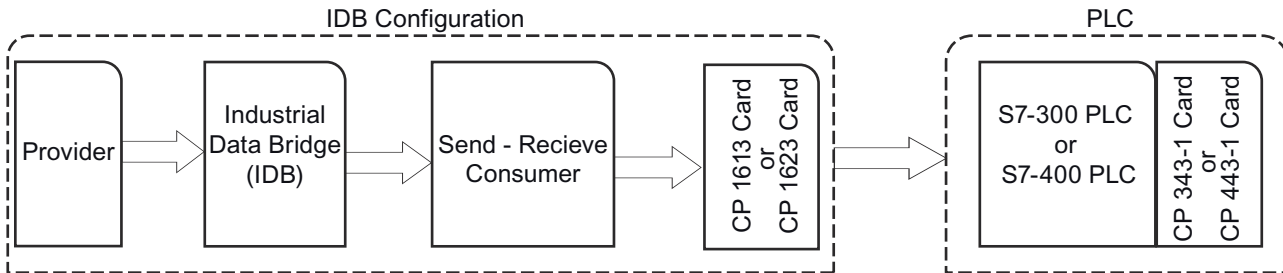 IDB Configuration
PLC
Provider
Industrial
Data Bridge
(IDB)
Send - Recieve
Consumer
CP 1613 Card
or
CP 1623 Card
S7-300 PLC
or
S7-400 PLC
CP 343-1 Card
or
CP 443-1 Card